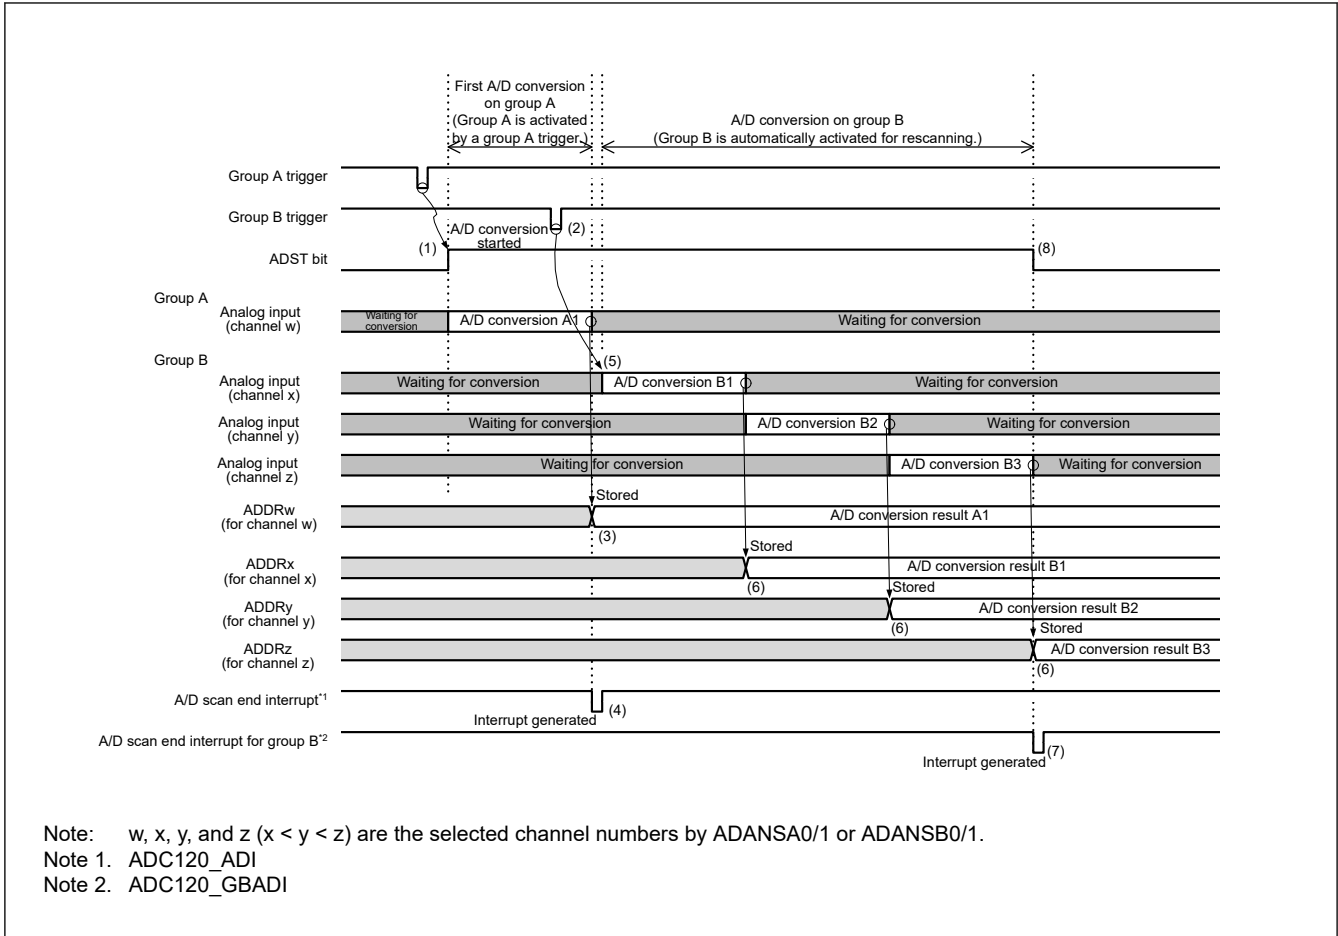 First A/D conversion
on group A
(Group A is activated
by a group A trigger.)
A/D conversion on group B
(Group B is automatically activated for rescanning.)
Group A trigger
Group B trigger
(2)
A/D conversion
started
(1)
ADST bit
(8)
Group A
Analog input
(channel w)
Waiting for
conversion
A/D conversion A1
Waiting for conversion
Group B
(5)
Analog input
(channel x)
Waiting for conversion
A/D conversion B1
Waiting for conversion
Analog input
(channel y)
Waiting for conversion
A/D conversion B2
Waiting for conversion
Analog input
(channel z)
Waiting for conversion
A/D conversion B3
Waiting for conversion
Stored
ADDRw
(for channel w)
A/D conversion result A1
(3)
Stored
ADDRx
(for channel x)
A/D conversion result B1
(6)
Stored
ADDRy
(for channel y)
A/D conversion result B2
(6)
Stored
ADDRz
(for channel z)
A/D conversion result B3
(6)
A/D scan end interrupt*1
(4)
Interrupt generated
A/D scan end interrupt for group B*2
(7)
Interrupt generated
Note: w, x, y, and z (x < y < z) are the selected channel numbers by ADANSA0/1 or ADANSB0/1.
Note 1. ADC120_ADI
Note 2. ADC120_GBADI